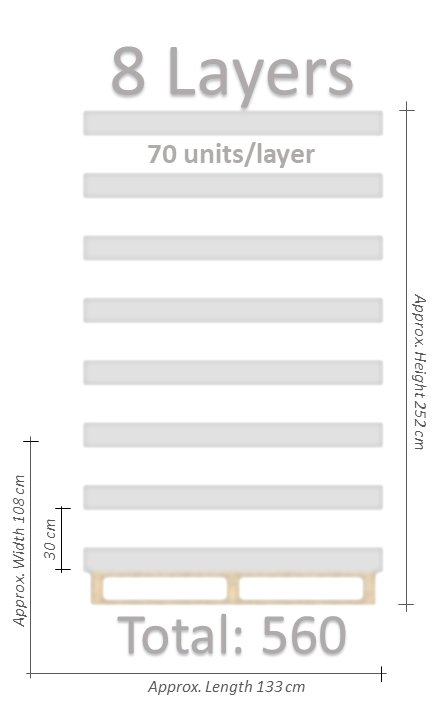 8 Layers
70 units/layer
Approx. Height 252 cm
Approx. Width 108 cm
30 cm
Total: 560
Approx. Length 133 cm